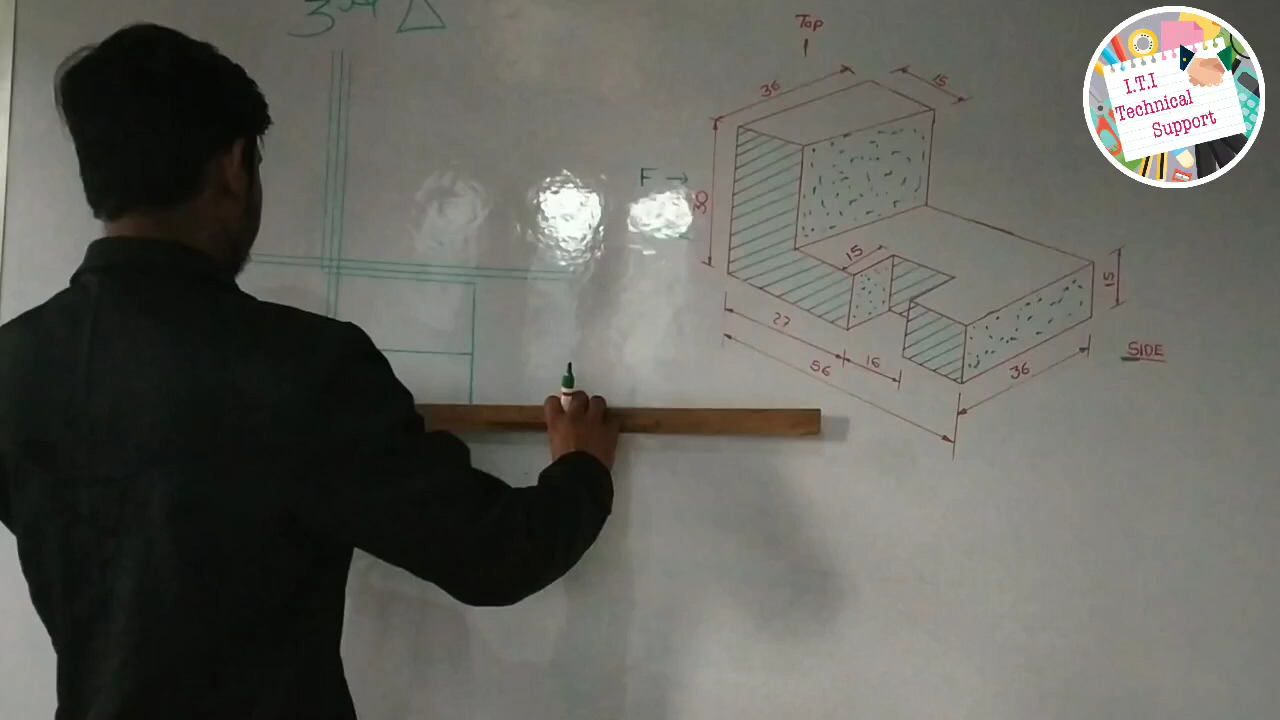 Top
36
15
F →
30
15
15
27
16
56
36
SIDE
I.T.I
Technical
Support